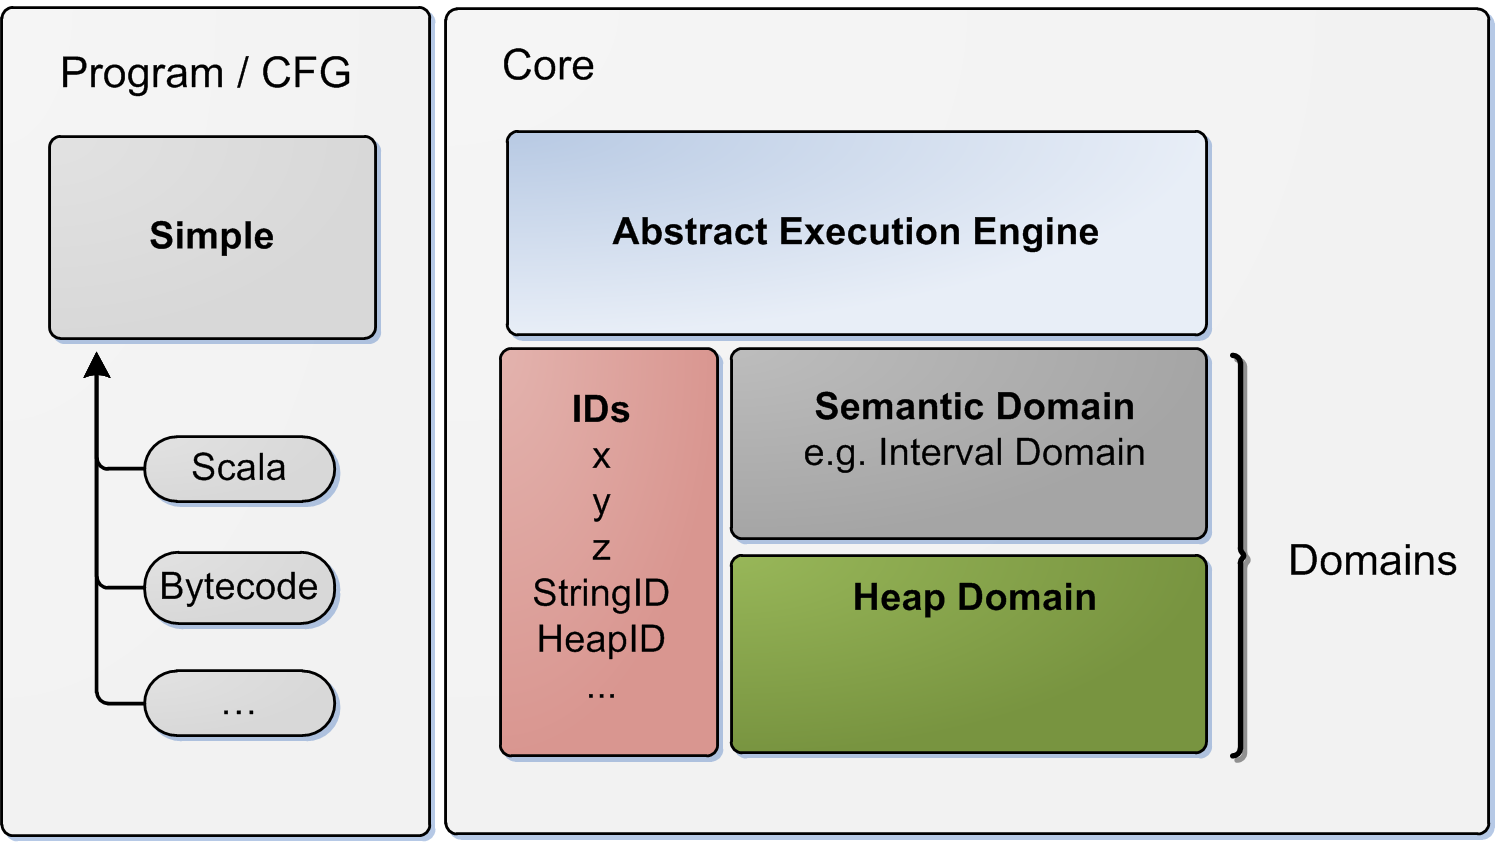 Program / CFG
Simple
Scala
Bytecode
...
Core
Abstract Execution Engine
IDs
x
y
z
StringID
HeapID
...
Semantic Domain
e.g. Interval Domain
Heap Domain
Domains